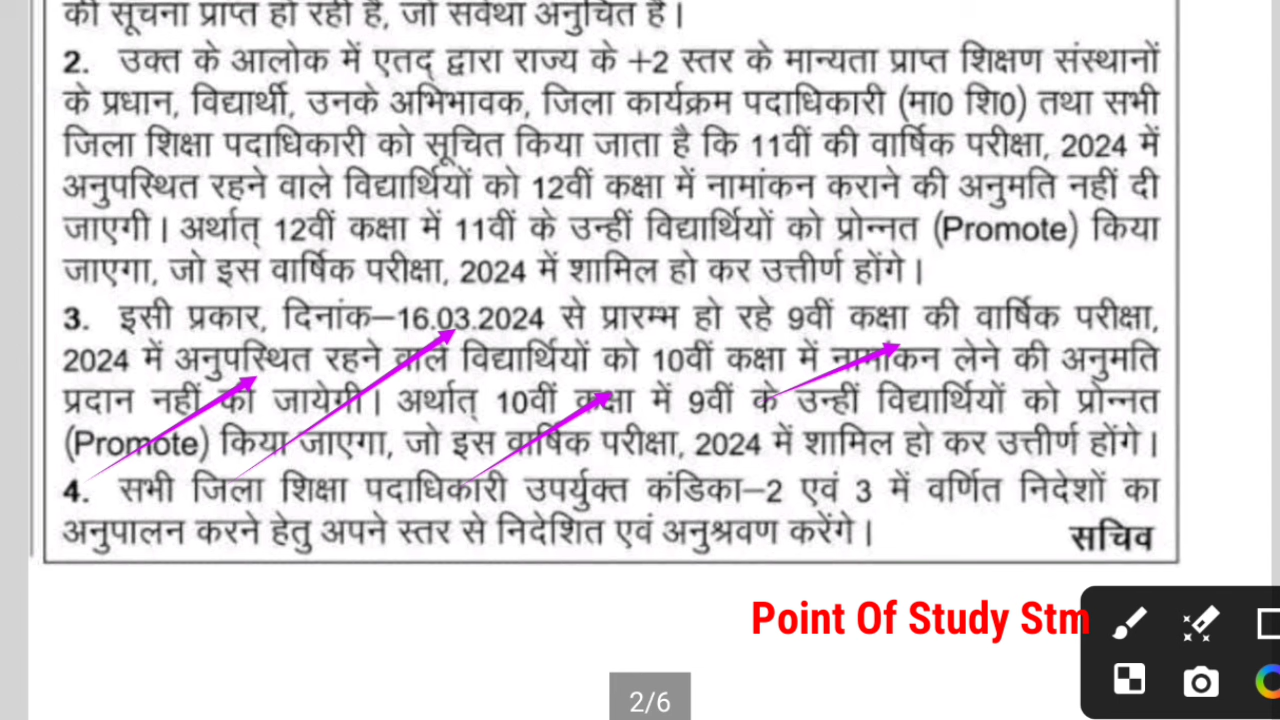 की सूचना प्राप्त हो रही है, जो सर्वथा अनुचित है।
2. उक्त के आलोक में एतद् द्वारा राज्य के +2 स्तर के मान्यता प्राप्त शिक्षण संस्थानों
के प्रधान, विद्यार्थी, उनके अभिभावक, जिला कार्यक्रम पदाधिकारी (मा0 शि0) तथा सभी
जिला शिक्षा पदाधिकारी को सूचित किया जाता है कि 11वीं की वार्षिक परीक्षा, 2024 में
अनुपस्थित रहने वाले विद्यार्थियों को 12वीं कक्षा में नामांकन कराने की अनुमति नहीं दी
जाएगी। अर्थात् 12वीं कक्षा में 11वीं के उन्हीं विद्यार्थियों को प्रोन्नत (Promote) किया
जाएगा, जो इस वार्षिक परीक्षा, 2024 में शामिल हो कर उत्तीर्ण होंगे।
3. इसी प्रकार, दिनांक–16.03.2024 से प्रारम्भ हो रहे 9वीं कक्षा की वार्षिक परीक्षा,
2024 में अनुपस्थित रहने वाले विद्यार्थियों को 10वीं कक्षा में नामांकन लेने की अनुमति
प्रदान नहीं की जायेगी। अर्थात् 10वीं कक्षा में 9वीं के उन्हीं विद्यार्थियों को प्रोन्नत
(Promote) किया जाएगा, जो इस वार्षिक परीक्षा, 2024 में शामिल हो कर उत्तीर्ण होंगे।
4. सभी जिला शिक्षा पदाधिकारी उपर्युक्त कंडिका–2 एवं 3 में वर्णित निदेशों का
अनुपालन करने हेतु अपने स्तर से निदेशित एवं अनुश्रवण करेंगे।
सचिव
Point Of Study Stm
2/6